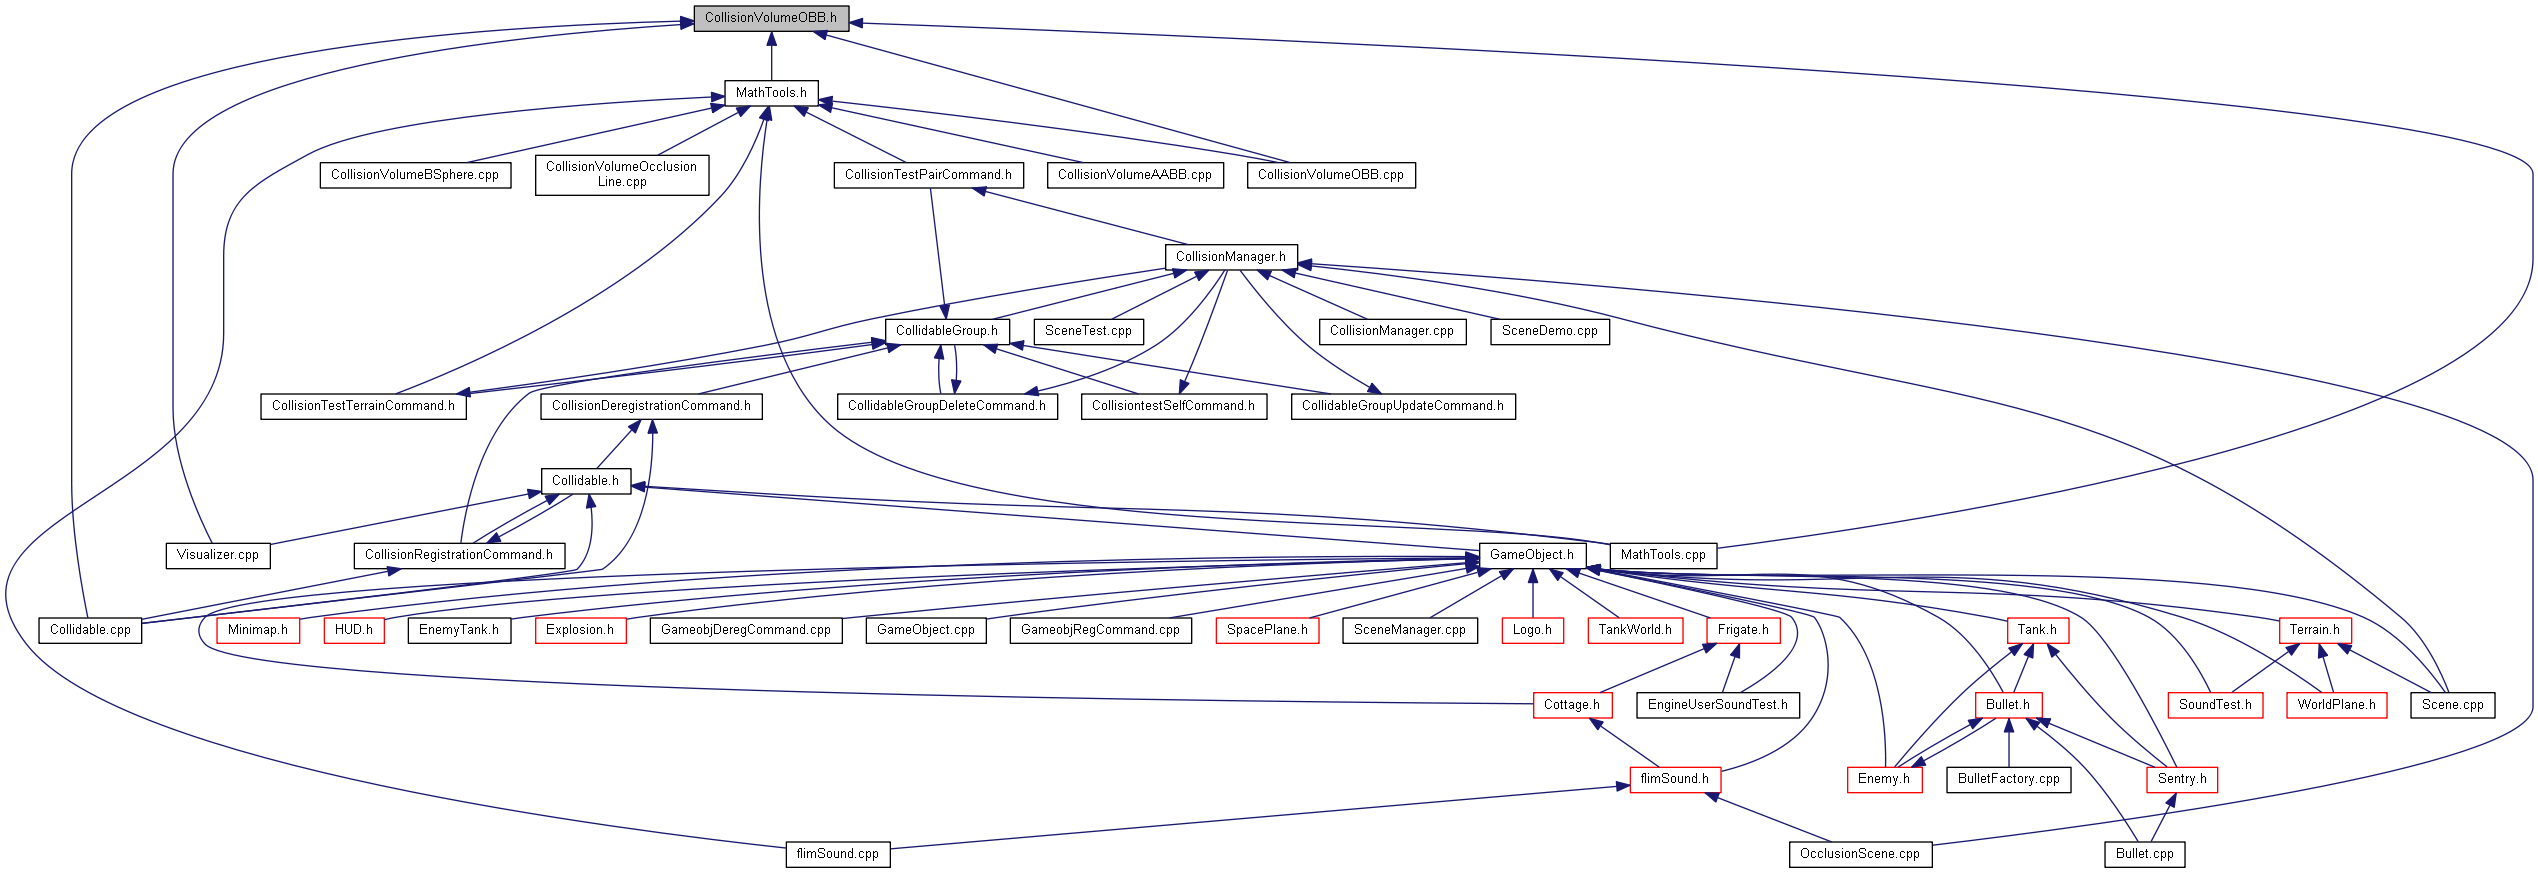 CollisionVolumeOBB.h
MathTools.h
CollisionVolumeBSphere.cpp
CollisionVolumeOcclusion
Line.cpp
CollisionTestPairCommand.h
CollisionVolumeAABB.cpp
CollisionVolumeOBB.cpp
CollisionManager.h
CollidableGroup.h
SceneTest.cpp
CollisionManager.cpp
SceneDemo.cpp
CollisionTestTerrainCommand.h
CollisionDeregistrationCommand.h
CollidableGroupDeleteCommand.h
CollisiontestSelfCommand.h
CollidableGroupUpdateCommand.h
Collidable.h
Visualizer.cpp
CollisionRegistrationCommand.h
GameObject.h
MathTools.cpp
Collidable.cpp
Minimap.h
HUD.h
EnemyTank.h
Explosion.h
GameobjDeregCommand.cpp
GameObject.cpp
GameobjRegCommand.cpp
SpacePlane.h
SceneManager.cpp
Logo.h
TankWorld.h
Frigate.h
Tank.h
Terrain.h
Cottage.h
EngineUserSoundTest.h
Bullet.h
SoundTest.h
WorldPlane.h
Scene.cpp
flimSound.h
Enemy.h
BulletFactory.cpp
Sentry.h
flimSound.cpp
OcclusionScene.cpp
Bullet.cpp